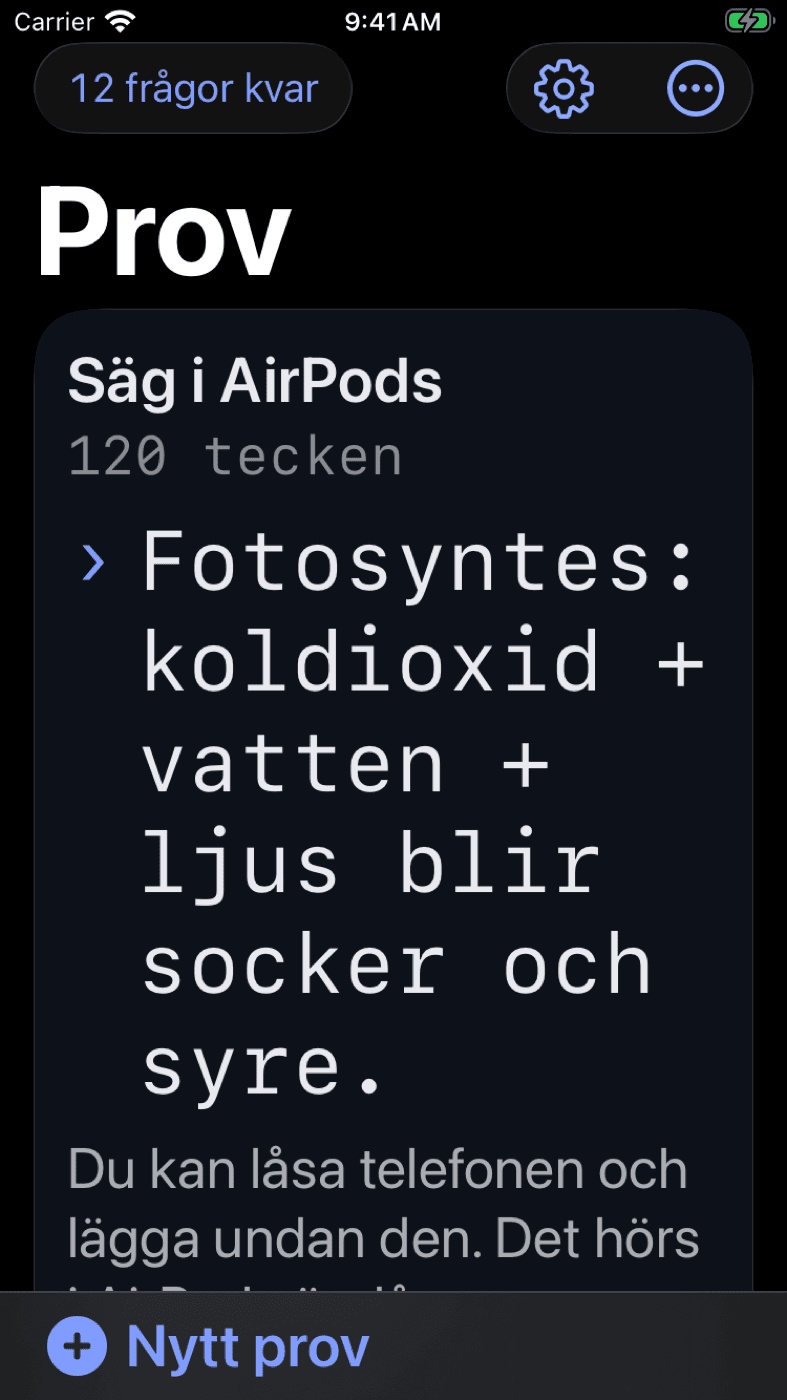 Carrier 9:41 AM
12 frågor kvar
Prov
Säg i AirPods
120 tecken
› Fotosyntes:
koldioxid +
vatten +
ljus blir
socker och
syre.
Du kan låsa telefonen och
lägga undan den. Det hörs
Nytt prov